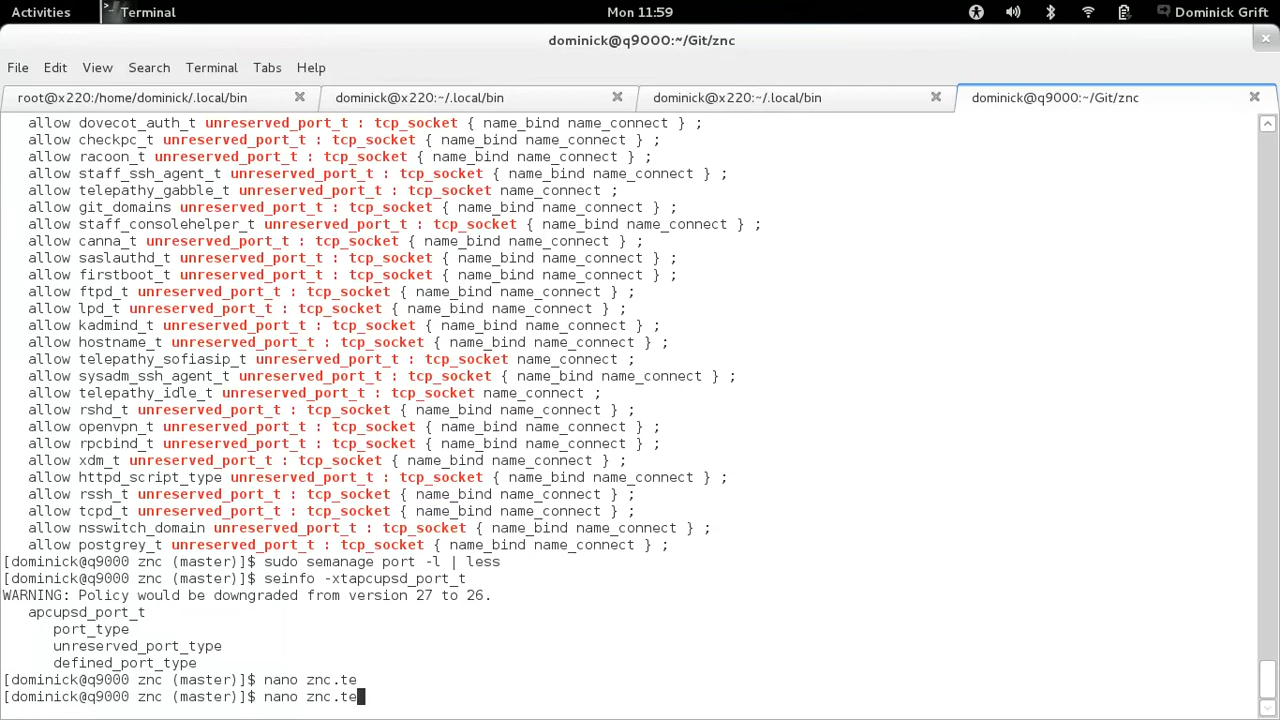 Activities Terminal Mon 11:59 Dominick Grift
dominick@q9000:~/Git/znc
File Edit View Search Terminal Tabs Help
root@x220:/home/dominick/.local/bin dominick@x220:~/.local/bin dominick@x220:~/.local/bin dominick@q9000:~/Git/znc
allow dovecot_auth_t unreserved_port_t : tcp_socket { name_bind name_connect } ;
allow checkpc_t unreserved_port_t : tcp_socket { name_bind name_connect } ;
allow racoon_t unreserved_port_t : tcp_socket { name_bind name_connect } ;
allow staff_ssh_agent_t unreserved_port_t : tcp_socket { name_bind name_connect } ;
allow telepathy_gabble_t unreserved_port_t : tcp_socket name_connect ;
allow git_domains unreserved_port_t : tcp_socket { name_bind name_connect } ;
allow staff_consolehelper_t unreserved_port_t : tcp_socket { name_bind name_connect } ;
allow canna_t unreserved_port_t : tcp_socket { name_bind name_connect } ;
allow saslauthd_t unreserved_port_t : tcp_socket { name_bind name_connect } ;
allow firstboot_t unreserved_port_t : tcp_socket { name_bind name_connect } ;
allow ftpd_t unreserved_port_t : tcp_socket { name_bind name_connect } ;
allow lpd_t unreserved_port_t : tcp_socket { name_bind name_connect } ;
allow kadmind_t unreserved_port_t : tcp_socket { name_bind name_connect } ;
allow hostname_t unreserved_port_t : tcp_socket { name_bind name_connect } ;
allow telepathy_sofiasip_t unreserved_port_t : tcp_socket name_connect ;
allow sysadm_ssh_agent_t unreserved_port_t : tcp_socket { name_bind name_connect } ;
allow telepathy_idle_t unreserved_port_t : tcp_socket name_connect ;
allow rshd_t unreserved_port_t : tcp_socket { name_bind name_connect } ;
allow openvpn_t unreserved_port_t : tcp_socket { name_bind name_connect } ;
allow rpcbind_t unreserved_port_t : tcp_socket { name_bind name_connect } ;
allow xdm_t unreserved_port_t : tcp_socket { name_bind name_connect } ;
allow httpd_script_type unreserved_port_t : tcp_socket { name_bind name_connect } ;
allow rssh_t unreserved_port_t : tcp_socket { name_bind name_connect } ;
allow tcpd_t unreserved_port_t : tcp_socket { name_bind name_connect } ;
allow nsswitch_domain unreserved_port_t : tcp_socket { name_bind name_connect } ;
allow postgrey_t unreserved_port_t : tcp_socket { name_bind name_connect } ;
[dominick@q9000 znc (master)]$ sudo semanage port -l | less
[dominick@q9000 znc (master)]$ seinfo -xtapcupsd_port_t
WARNING: Policy would be downgraded from version 27 to 26.
apcupsd_port_t
port_type
unreserved_port_type
defined_port_type
[dominick@q9000 znc (master)]$ nano znc.te
[dominick@q9000 znc (master)]$ nano znc.te